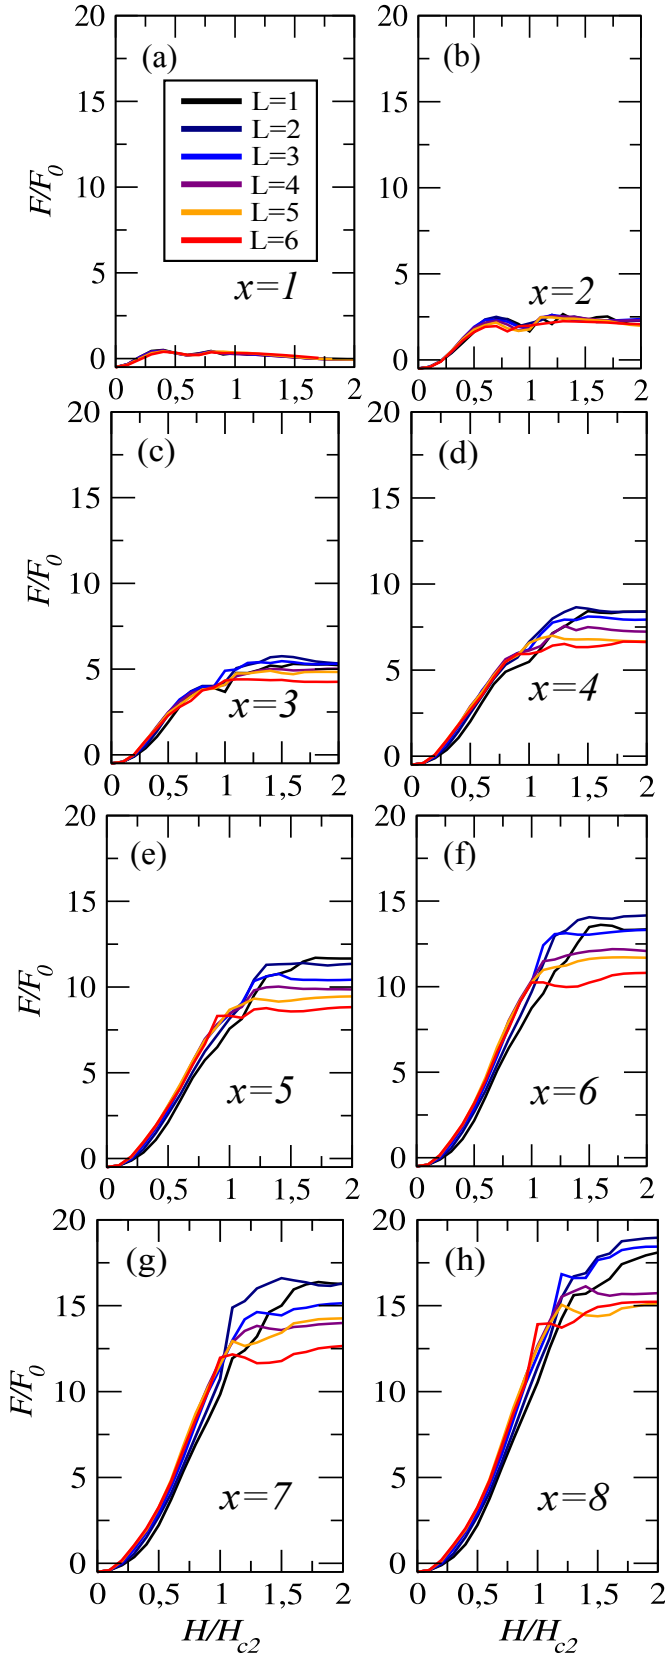 20 (a) 20 (b)
L=1
L=2
15 15
L=3
F/F0
L=4
10 10
L=5
L=6
5 x=1 5 x=2
0 0
0 0,5 1 1,5 2 0 0,5 1 1,5 2
20 (c) 20 (d)
15 15
F/F0
10 10
5 x=3 5 x=4
0 0
0 0,5 1 1,5 2 0 0,5 1 1,5 2
20 (e) 20 (f)
15 15
F/F0
10 10
5 x=5 5 x=6
0 0
0 0,5 1 1,5 2 0 0,5 1 1,5 2
20 (g) 20 (h)
15 15
F/F0
10 10
5 x=7 5 x=8
0 0
0 0,5 1 1,5 2 0 0,5 1 1,5 2
H/Hc2 H/Hc2